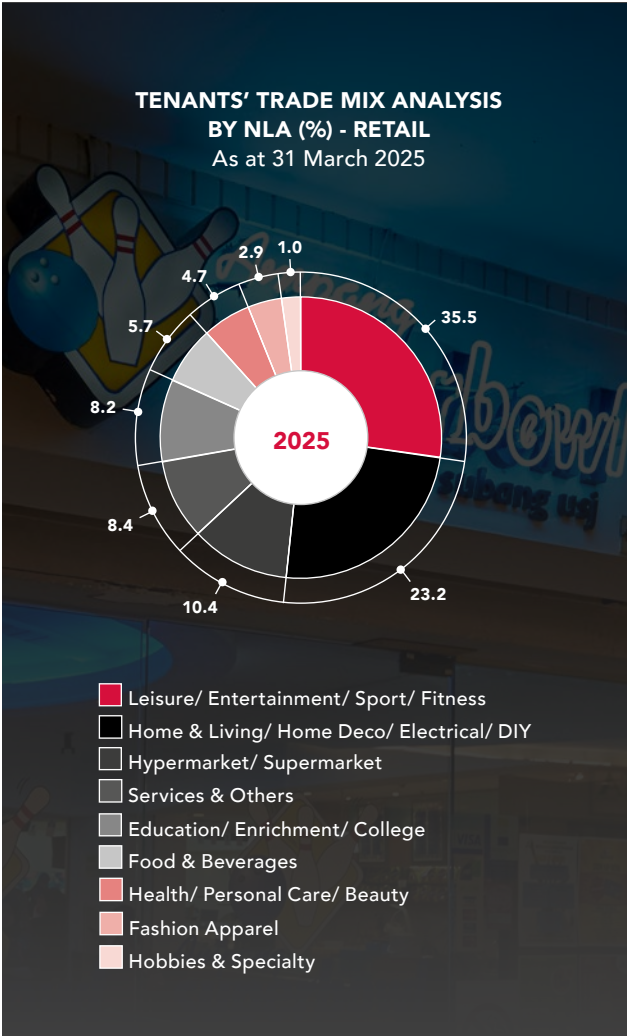 TENANTS’ TRADE MIX ANALYSIS
BY NLA (%) - RETAIL
As at 31 March 2025
1.0
2.9
4.7
35.5
5.7
8.2
2025
8.4
23.2
10.4
bowl
subang usj
Leisure/ Entertainment/ Sport/ Fitness
Home & Living/ Home Deco/ Electrical/ DIY
Hypermarket/ Supermarket
Services & Others
Education/ Enrichment/ College
Food & Beverages
Health/ Personal Care/ Beauty
Fashion Apparel
Hobbies & Specialty